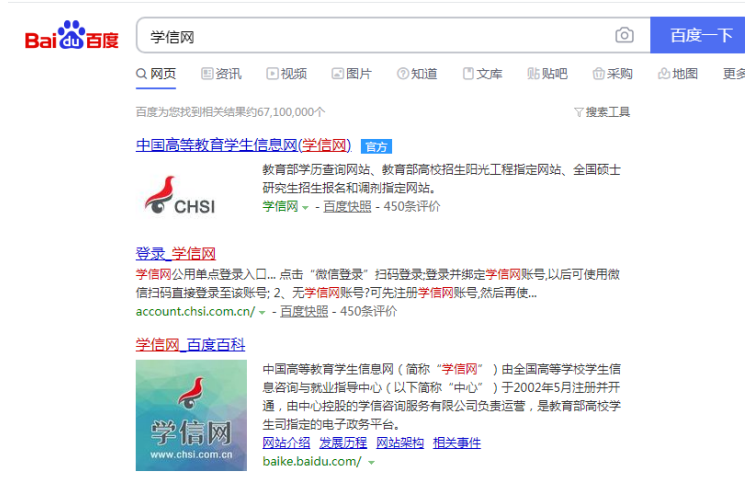 Bai du 百度
学信网
百度一下
网页 资讯 视频 图片 知道 文库 贴吧 采购 地图 更多
百度为您找到相关结果约67,100,000个
搜索工具
中国高等教育学生信息网(学信网) 官方
CHSI
教育部学历查询网站、教育部高校招生阳光工程指定网站、全国硕士
研究生招生报名和调剂指定网站。
学信网 - 百度快照 - 450条评价
登录_学信网
学信网公用单点登录入口... 点击“微信登录”扫码登录;登录并绑定学信网账号,以后可使用微
信扫码直接登录至该账号; 2、无学信网账号?可先注册学信网账号,然后再使...
account.chsi.com.cn/ - 百度快照 - 450条评价
学信网_百度百科
学信网
www.chsi.com.cn
中国高等教育学生信息网（简称“学信网”）由全国高等学校学生信
息咨询与就业指导中心（以下简称“中心”）于2002年5月注册并开
通，由中心控股的学信咨询服务有限公司负责运营，是教育部高校学
生司指定的电子政务平台。
网站介绍 发展历程 网站架构 相关事件
baike.baidu.com/